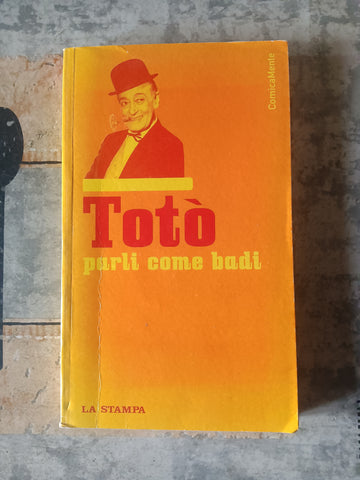 ComicaMente
Totò
parli come badi
LA STAMPA